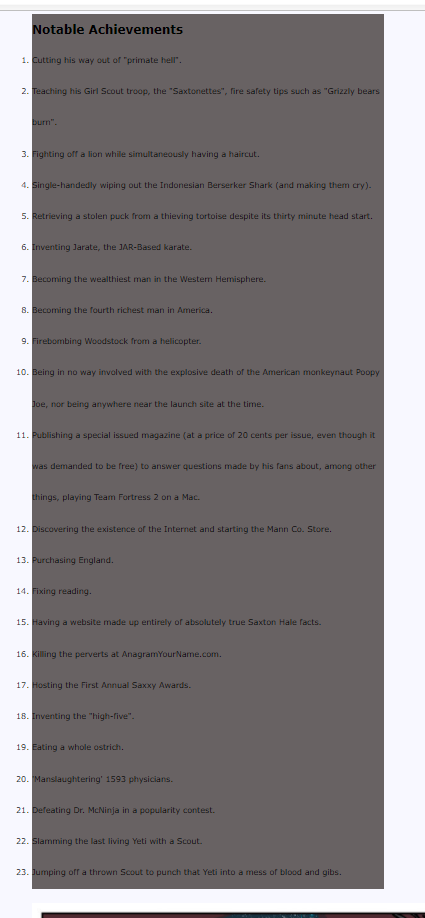 Notable Achievements
1. Cutting his way out of "primate hell".
2. Teaching his Girl Scout troop, the "Saxtonettes", fire safety tips such as "Grizzly bears
burn".
3. Fighting off a lion while simultaneously having a haircut.
4. Single-handedly wiping out the Indonesian Berserker Shark (and making them cry).
5. Retrieving a stolen puck from a thieving tortoise despite its thirty minute head start.
6. Inventing Jarate, the JAR-Based karate.
7. Becoming the wealthiest man in the Western Hemisphere.
8. Becoming the fourth richest man in America.
9. Firebombing Woodstock from a helicopter.
10. Being in no way involved with the explosive death of the American monkeynaut Poopy
Joe, nor being anywhere near the launch site at the time.
11. Publishing a special issued magazine (at a price of 20 cents per issue, even though it
was demanded to be free) to answer questions made by his fans about, among other
things, playing Team Fortress 2 on a Mac.
12. Discovering the existence of the Internet and starting the Mann Co. Store.
13. Purchasing England.
14. Fixing reading.
15. Having a website made up entirely of absolutely true Saxton Hale facts.
16. Killing the perverts at AnagramYourName.com.
17. Hosting the First Annual Saxxy Awards.
18. Inventing the "high-five".
19. Eating a whole ostrich.
20. 'Manslaughtering' 1593 physicians.
21. Defeating Dr. McNinja in a popularity contest.
22. Slamming the last living Yeti with a Scout.
23. Jumping off a thrown Scout to punch that Yeti into a mess of blood and gibs.